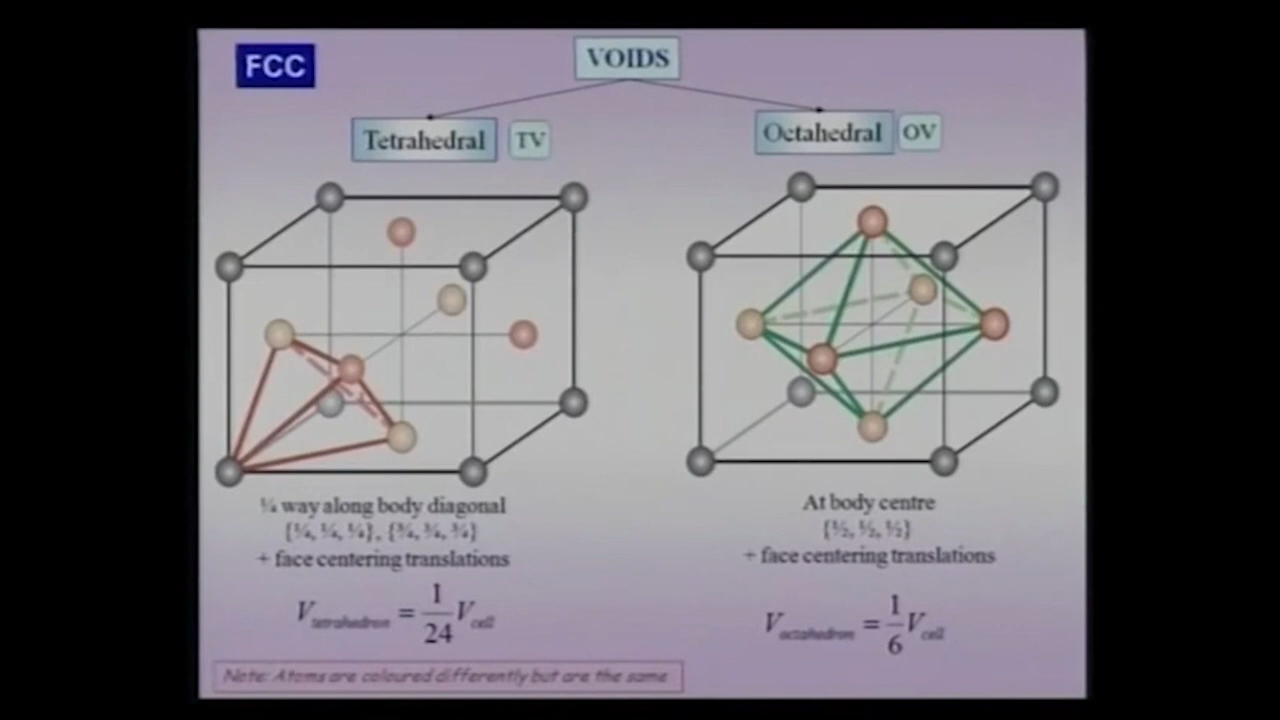 FCC
VOIDS
Tetrahedral TV
Octahedral OV
¼ way along body diagonal
{¼, ¼, ¼}, {¾, ¾, ¾}
+ face centering translations
V_tetrahedron = 1/24 V_cell
At body centre
{½, ½, ½}
+ face centering translations
V_octahedron = 1/6 V_cell
Note: Atoms are coloured differently but are the same